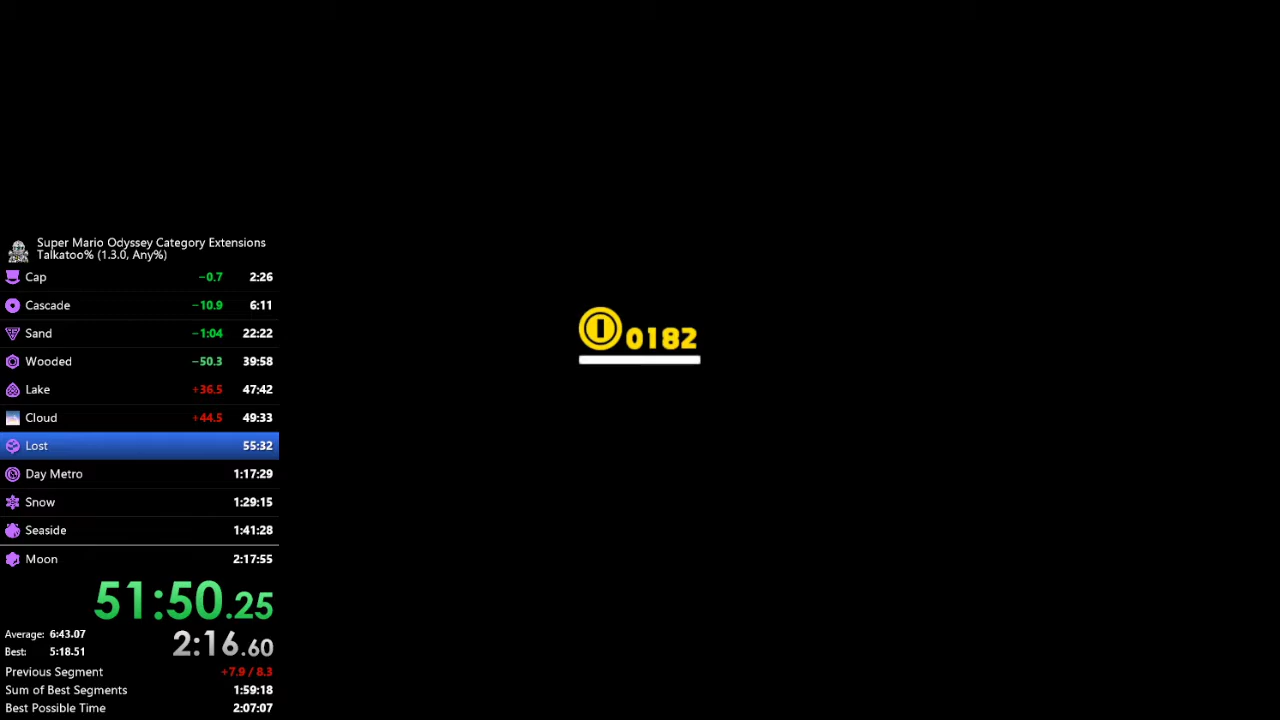 Super Mario Odyssey Category Extensions
Talkatoo% (1.3.0, Any%)
Cap −0.7 2:26
Cascade −10.9 6:11
Sand −1:04 22:22
Wooded −50.3 39:58
Lake +36.5 47:42
Cloud +44.5 49:33
Lost 55:32
Day Metro 1:17:29
Snow 1:29:15
Seaside 1:41:28
Moon 2:17:55
51:50.25
Average: 6:43.07
2:16.60
Best: 5:18.51
Previous Segment +7.9 / 8.3
Sum of Best Segments 1:59:18
Best Possible Time 2:07:07
0182